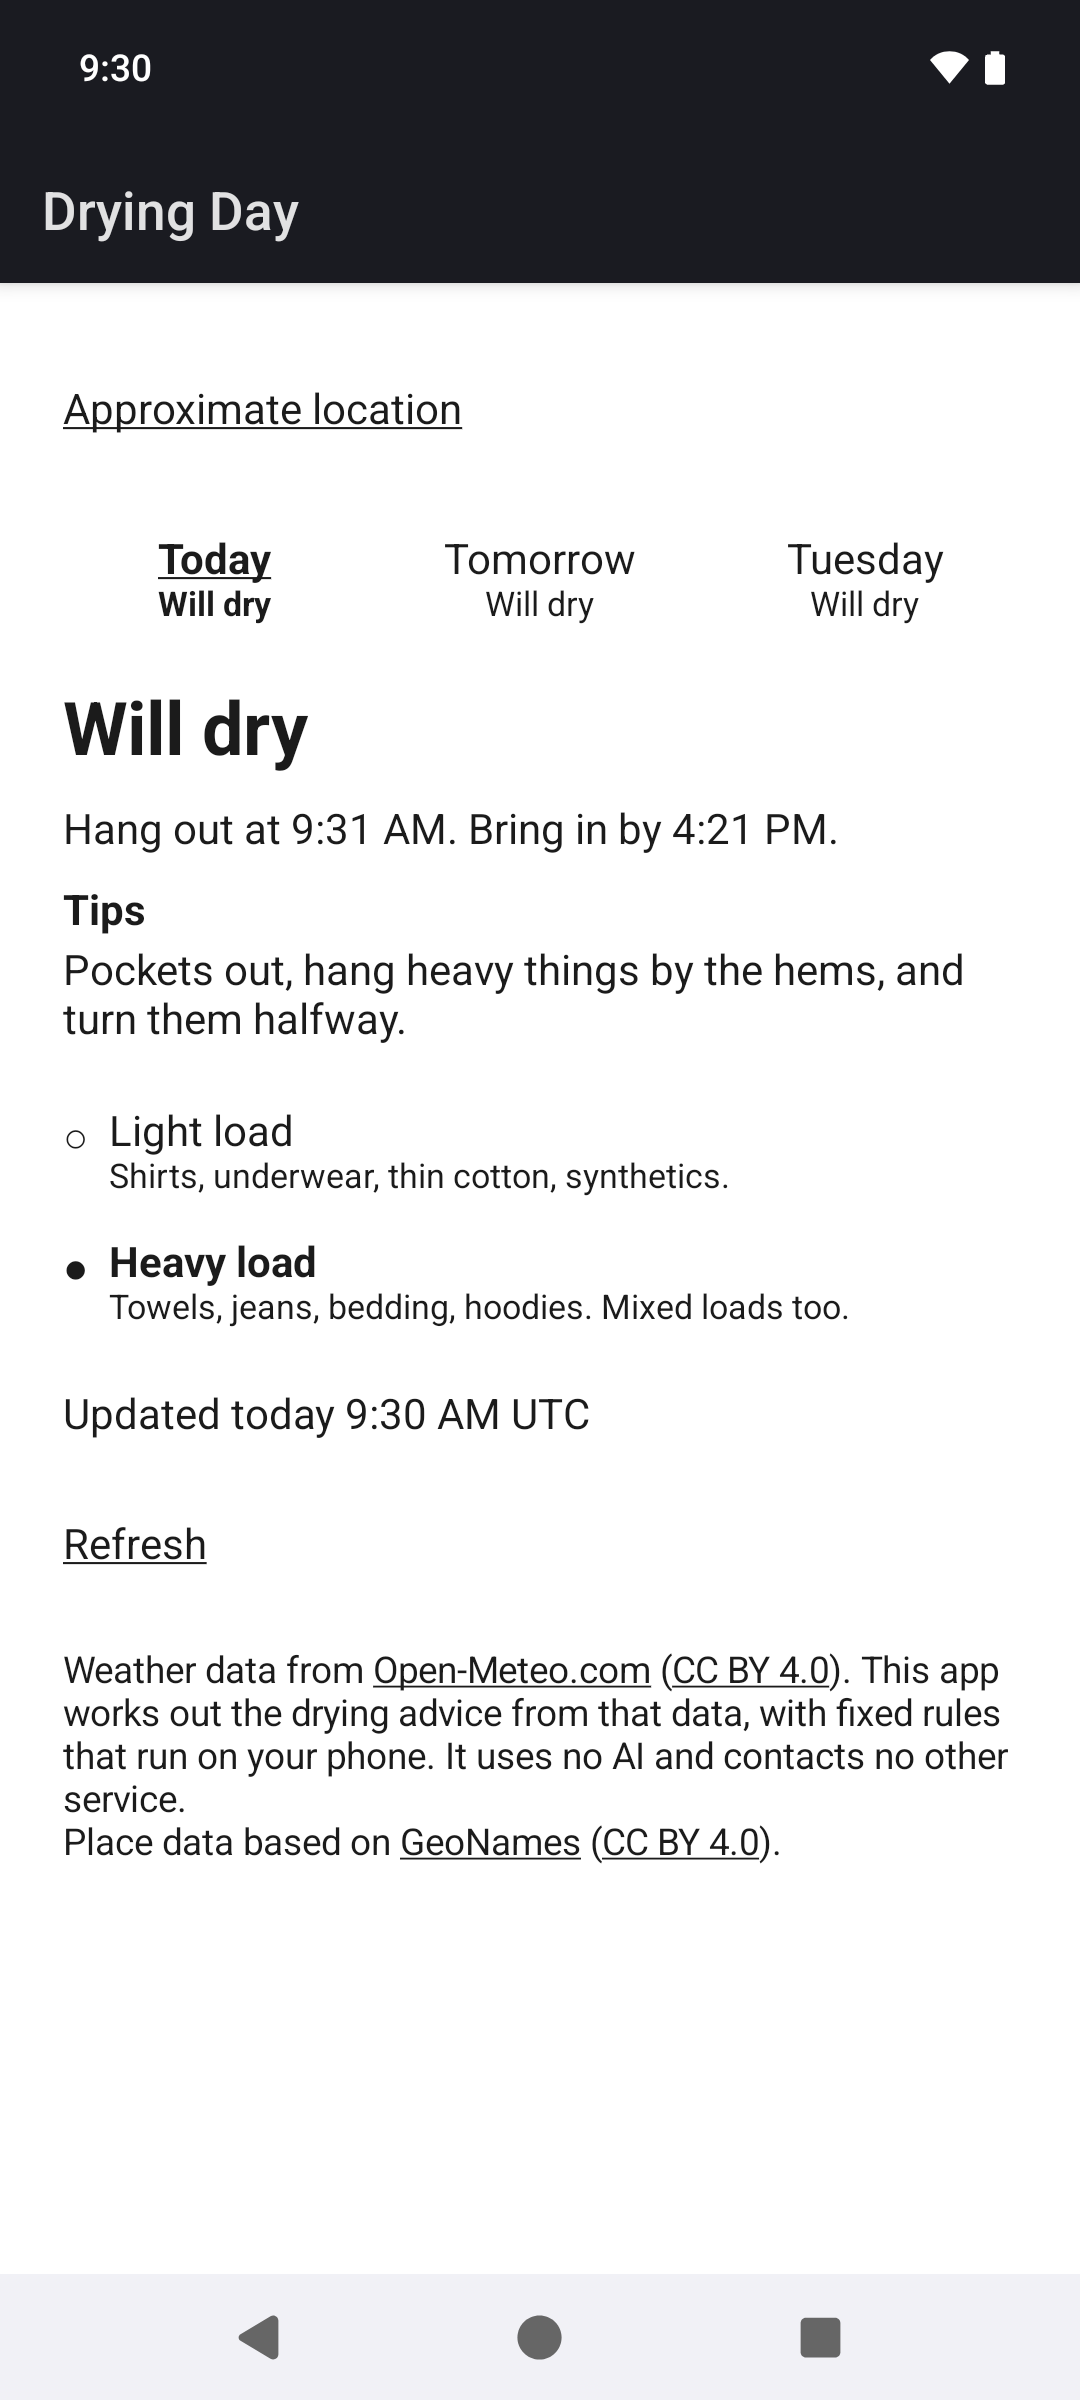 9:30
Drying Day
Approximate location
Today Tomorrow Tuesday
Will dry Will dry Will dry
Will dry
Hang out at 9:31 AM. Bring in by 4:21 PM.
Tips
Pockets out, hang heavy things by the hems, and
turn them halfway.
Light load
Shirts, underwear, thin cotton, synthetics.
Heavy load
Towels, jeans, bedding, hoodies. Mixed loads too.
Updated today 9:30 AM UTC
Refresh
Weather data from Open-Meteo.com (CC BY 4.0). This app
works out the drying advice from that data, with fixed rules
that run on your phone. It uses no AI and contacts no other
service.
Place data based on GeoNames (CC BY 4.0).